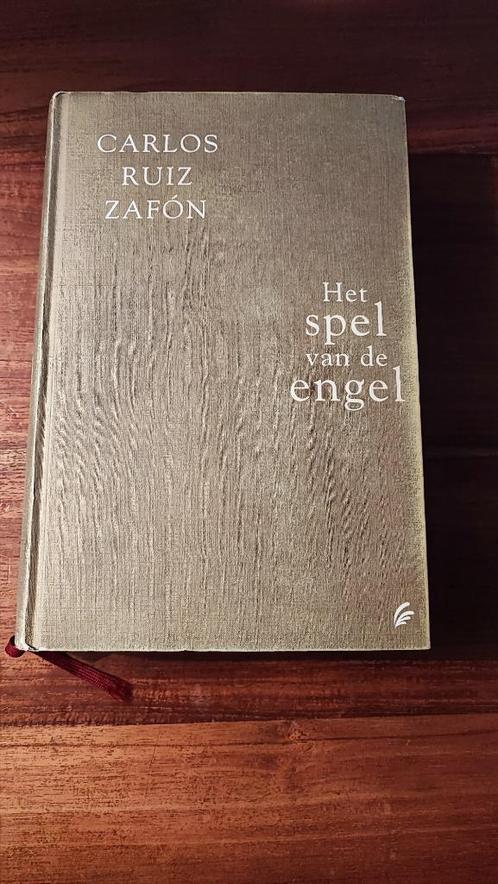 CARLOS
RUIZ
ZAFÓN
Het
spel
van de
engel